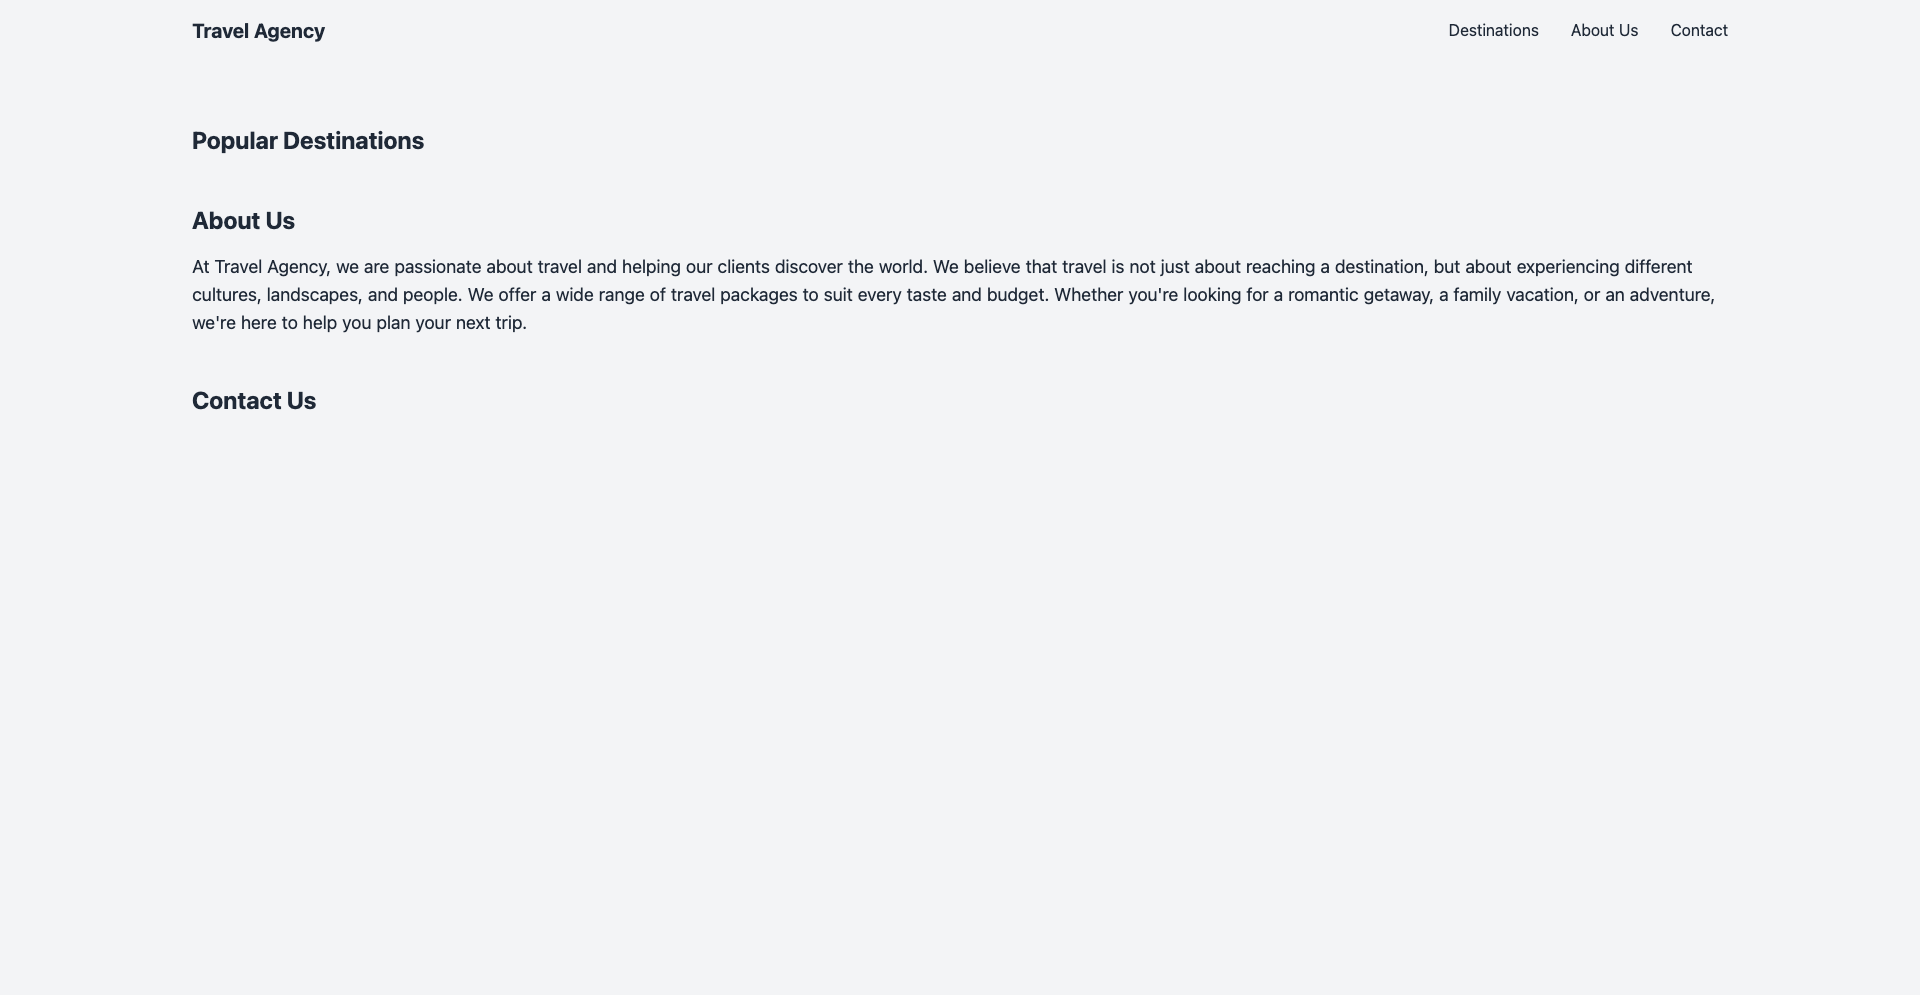 Travel Agency
Destinations
About Us
Contact
Popular Destinations
About Us
At Travel Agency, we are passionate about travel and helping our clients discover the world. We believe that travel is not just about reaching a destination, but about experiencing different
cultures, landscapes, and people. We offer a wide range of travel packages to suit every taste and budget. Whether you're looking for a romantic getaway, a family vacation, or an adventure,
we're here to help you plan your next trip.
Contact Us